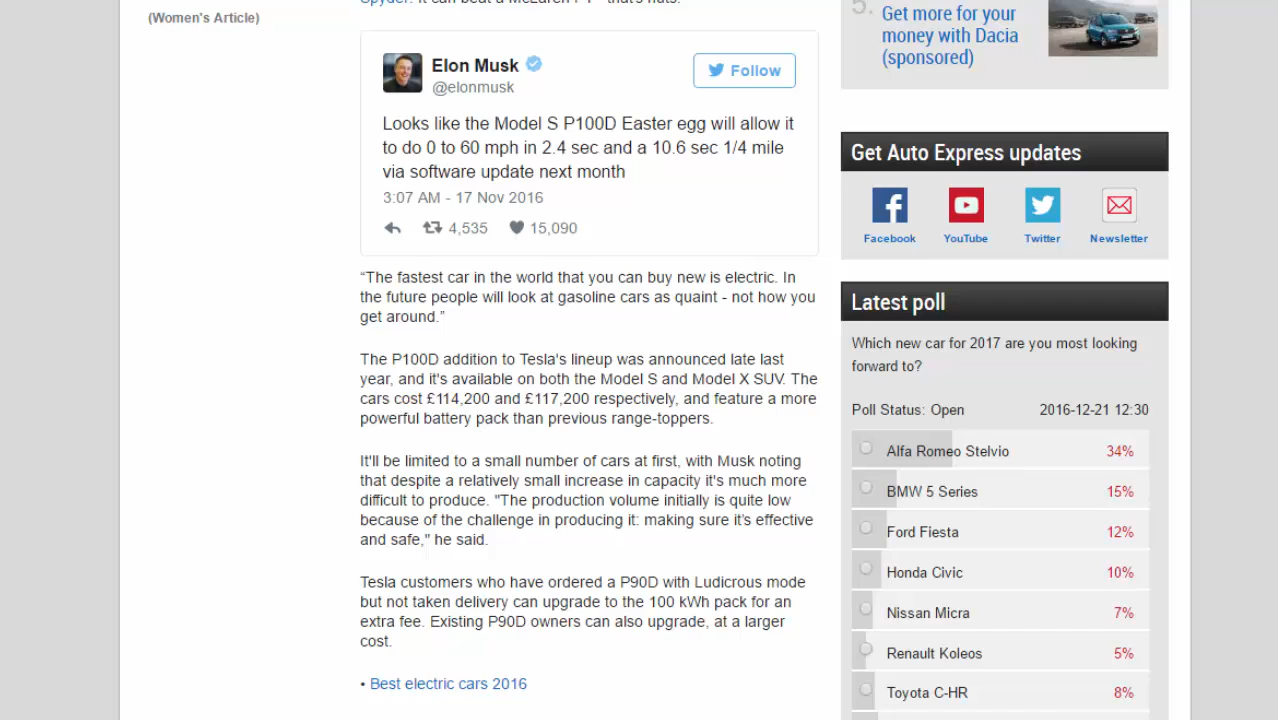 (Women's Article)
Elon Musk
@elonmusk
Follow
Looks like the Model S P100D Easter egg will allow it
to do 0 to 60 mph in 2.4 sec and a 10.6 sec 1/4 mile
via software update next month
3:07 AM - 17 Nov 2016
4,535 15,090
“The fastest car in the world that you can buy new is electric. In
the future people will look at gasoline cars as quaint - not how you
get around.”
The P100D addition to Tesla's lineup was announced late last
year, and it's available on both the Model S and Model X SUV. The
cars cost £114,200 and £117,200 respectively, and feature a more
powerful battery pack than previous range-toppers.
It'll be limited to a small number of cars at first, with Musk noting
that despite a relatively small increase in capacity it's much more
difficult to produce. "The production volume initially is quite low
because of the challenge in producing it: making sure it’s effective
and safe," he said.
Tesla customers who have ordered a P90D with Ludicrous mode
but not taken delivery can upgrade to the 100 kWh pack for an
extra fee. Existing P90D owners can also upgrade, at a larger
cost.
• Best electric cars 2016
5. Get more for your
money with Dacia
(sponsored)
Get Auto Express updates
Facebook YouTube Twitter Newsletter
Latest poll
Which new car for 2017 are you most looking
forward to?
Poll Status: Open 2016-12-21 12:30
Alfa Romeo Stelvio 34%
BMW 5 Series 15%
Ford Fiesta 12%
Honda Civic 10%
Nissan Micra 7%
Renault Koleos 5%
Toyota C-HR 8%